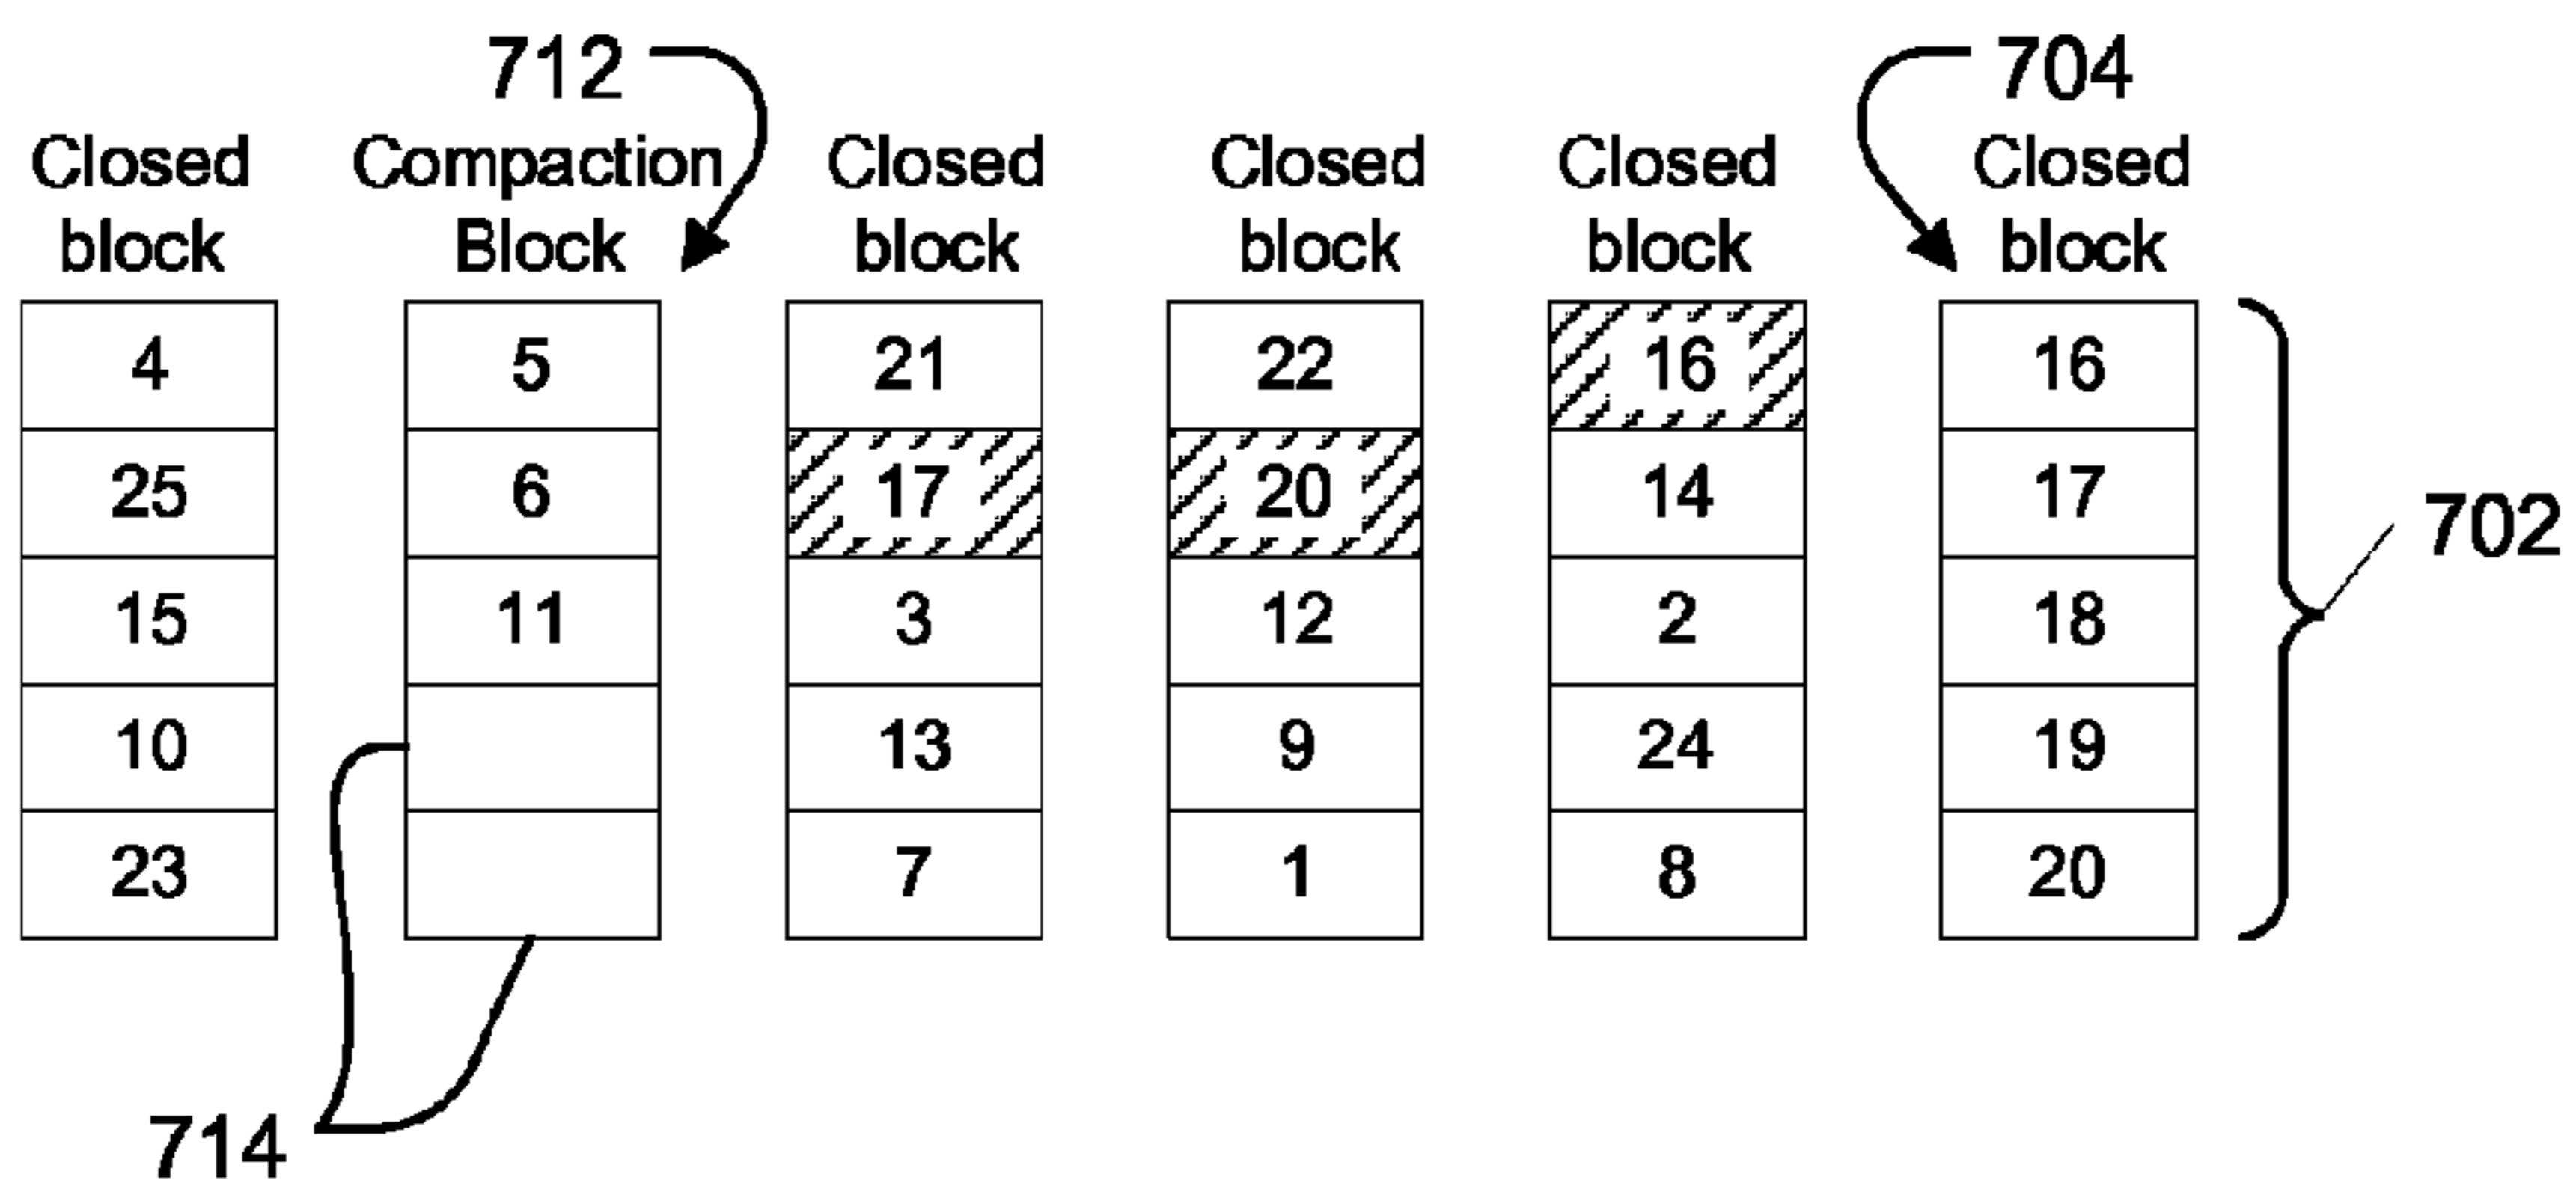 712 704
Closed Compaction Closed Closed Closed Closed
block Block block block block block
4 5 21 22 16 16
25 6 17 20 14 17
702
15 11 3 12 2 18
10 13 9 24 19
23 7 1 8 20
714